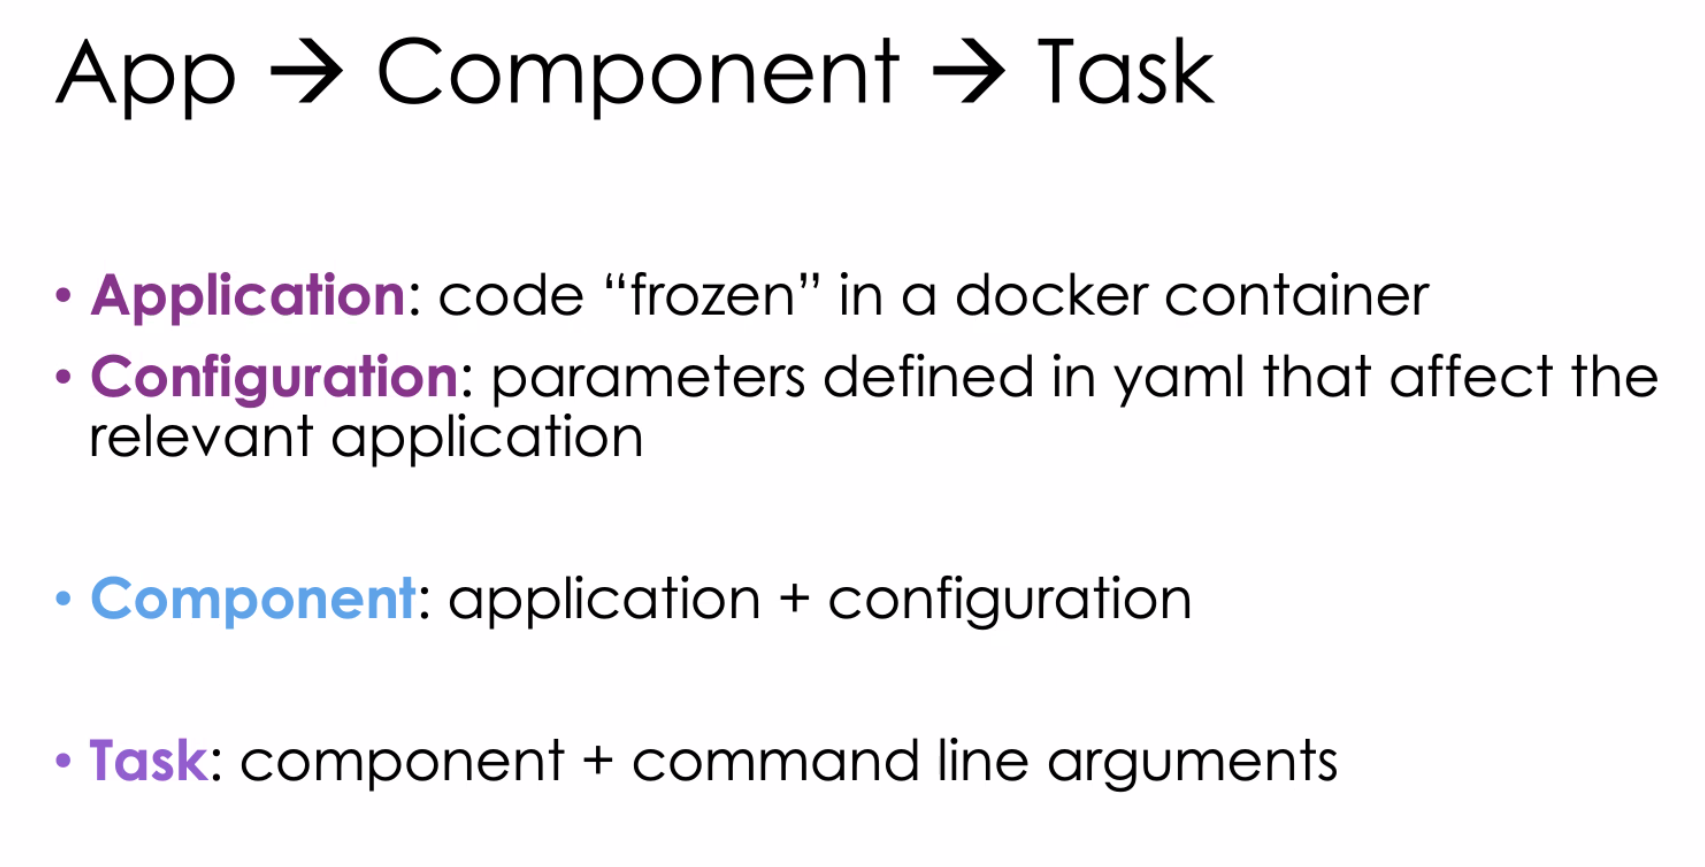 App → Component → Task
• Application: code “frozen” in a docker container
• Configuration: parameters defined in yaml that affect the
relevant application
• Component: application + configuration
• Task: component + command line arguments